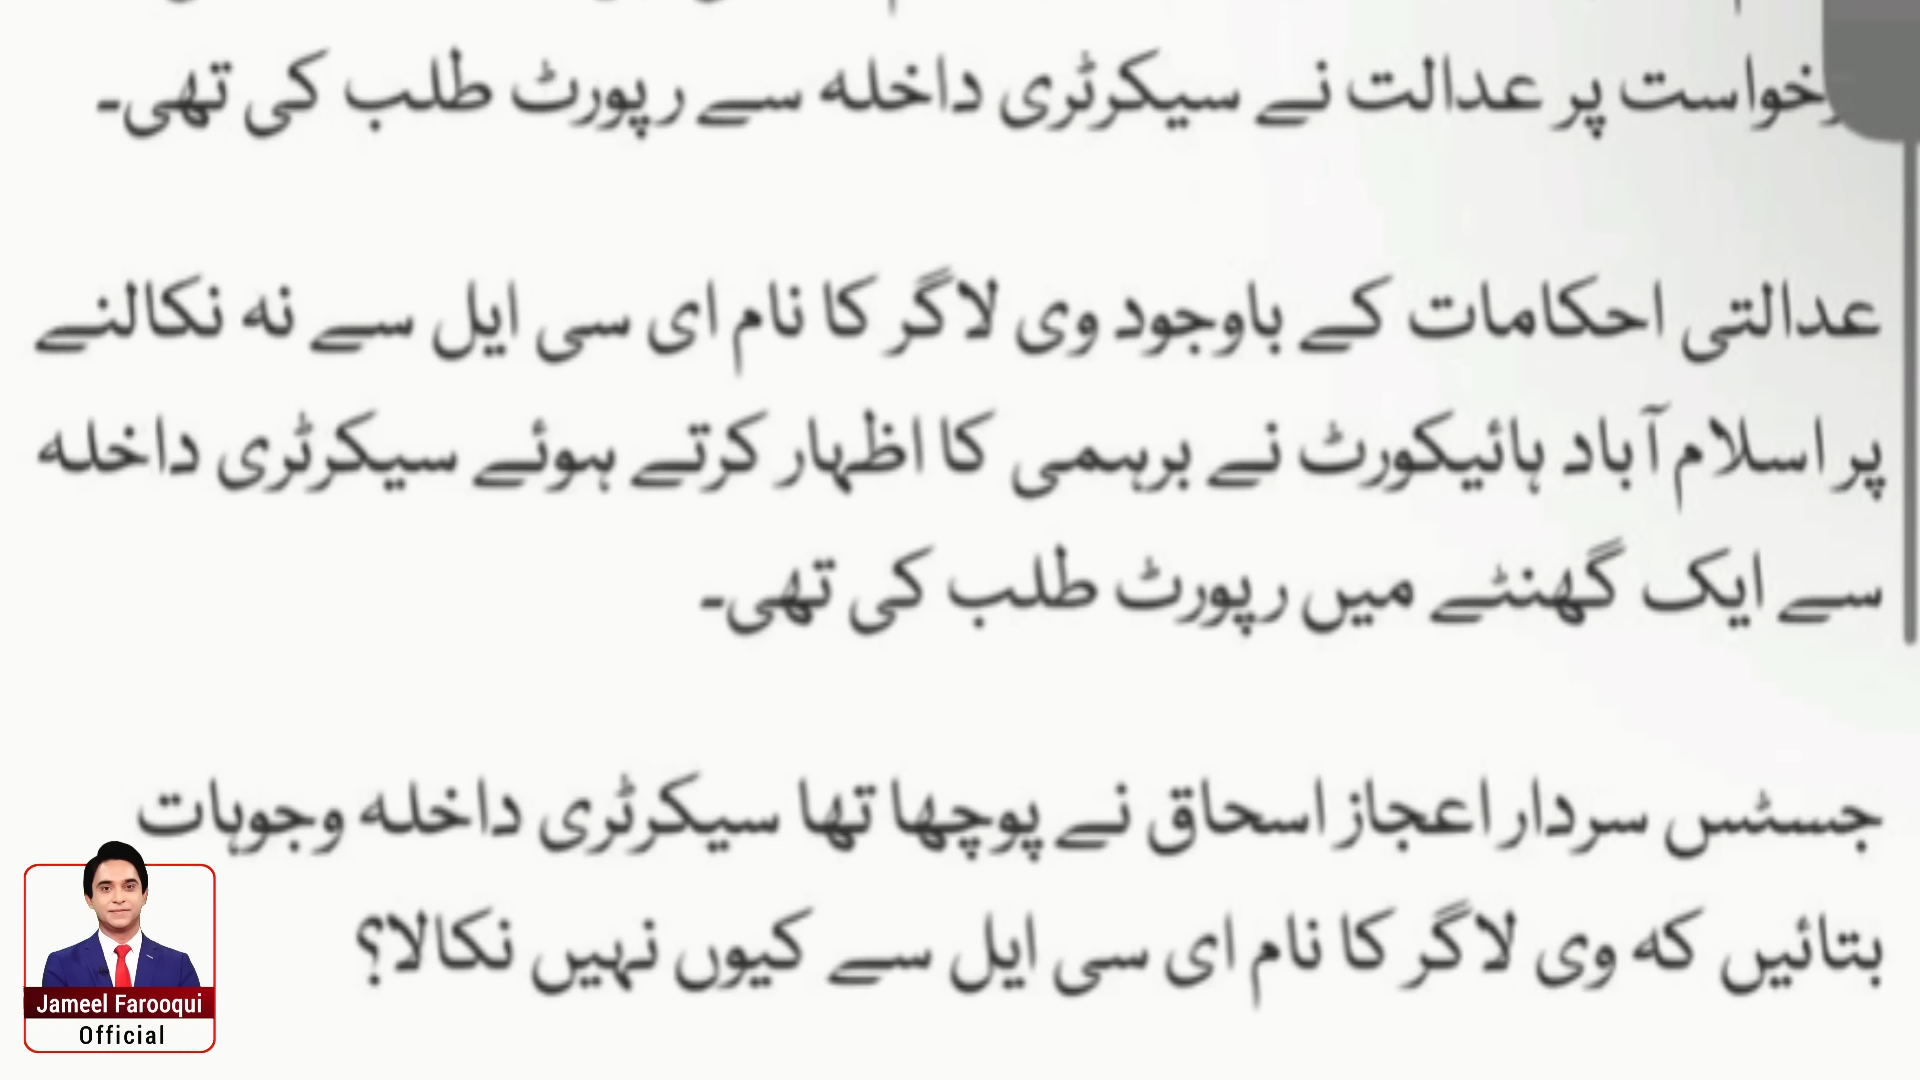 درخواست پر عدالت نے سیکرٹری داخلہ سے رپورٹ طلب کی تھی۔
عدالتی احکامات کے باوجود وی لاگر کا نام ای سی ایل سے نہ نکالنے
پر اسلام آباد ہائیکورٹ نے برہمی کا اظہار کرتے ہوئے سیکرٹری داخلہ
سے ایک گھنٹے میں رپورٹ طلب کی تھی۔
جسٹس سردار اعجاز اسحاق نے پوچھا تھا سیکرٹری داخلہ وجوہات
بتائیں کہ وی لاگر کا نام ای سی ایل سے کیوں نہیں نکالا؟
Jameel Farooqui
Official